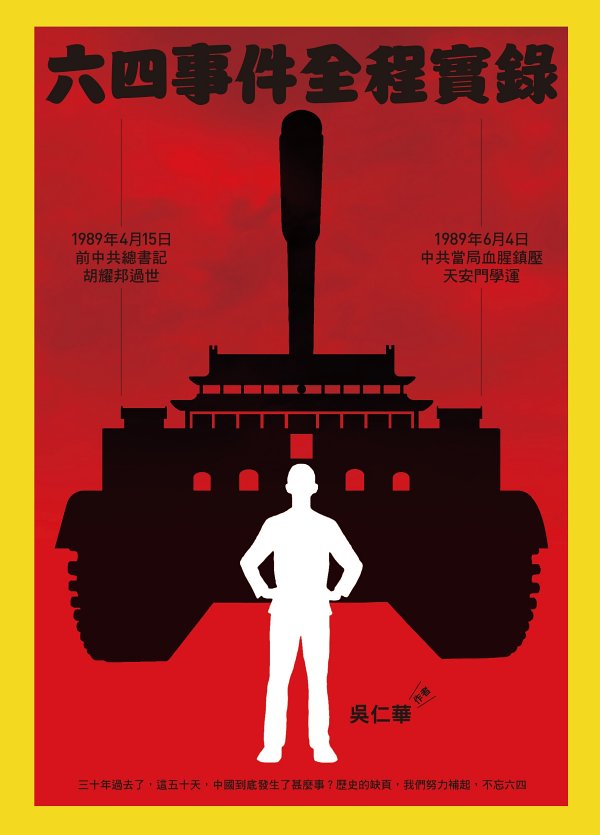 六四事件全程實錄
1989年4月15日
前中共總書記
胡耀邦過世
1989年6月4日
中共當局血腥鎮壓
天安門學運
吳仁華
作者
三十年過去了，這五十天，中國到底發生了甚麼事？歷史的缺頁，我們努力補起，不忘六四